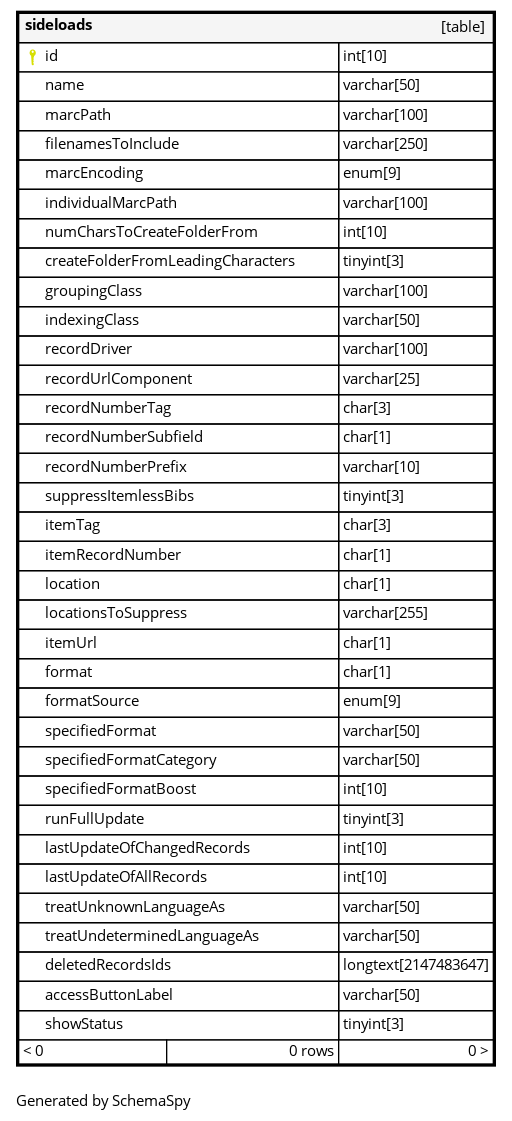 sideloads [table]
id int[10]
name varchar[50]
marcPath varchar[100]
filenamesToInclude varchar[250]
marcEncoding enum[9]
individualMarcPath varchar[100]
numCharsToCreateFolderFrom int[10]
createFolderFromLeadingCharacters tinyint[3]
groupingClass varchar[100]
indexingClass varchar[50]
recordDriver varchar[100]
recordUrlComponent varchar[25]
recordNumberTag char[3]
recordNumberSubfield char[1]
recordNumberPrefix varchar[10]
suppressItemlessBibs tinyint[3]
itemTag char[3]
itemRecordNumber char[1]
location char[1]
locationsToSuppress varchar[255]
itemUrl char[1]
format char[1]
formatSource enum[9]
specifiedFormat varchar[50]
specifiedFormatCategory varchar[50]
specifiedFormatBoost int[10]
runFullUpdate tinyint[3]
lastUpdateOfChangedRecords int[10]
lastUpdateOfAllRecords int[10]
treatUnknownLanguageAs varchar[50]
treatUndeterminedLanguageAs varchar[50]
deletedRecordsIds longtext[2147483647]
accessButtonLabel varchar[50]
showStatus tinyint[3]
< 0 0 rows 0 >
Generated by SchemaSpy